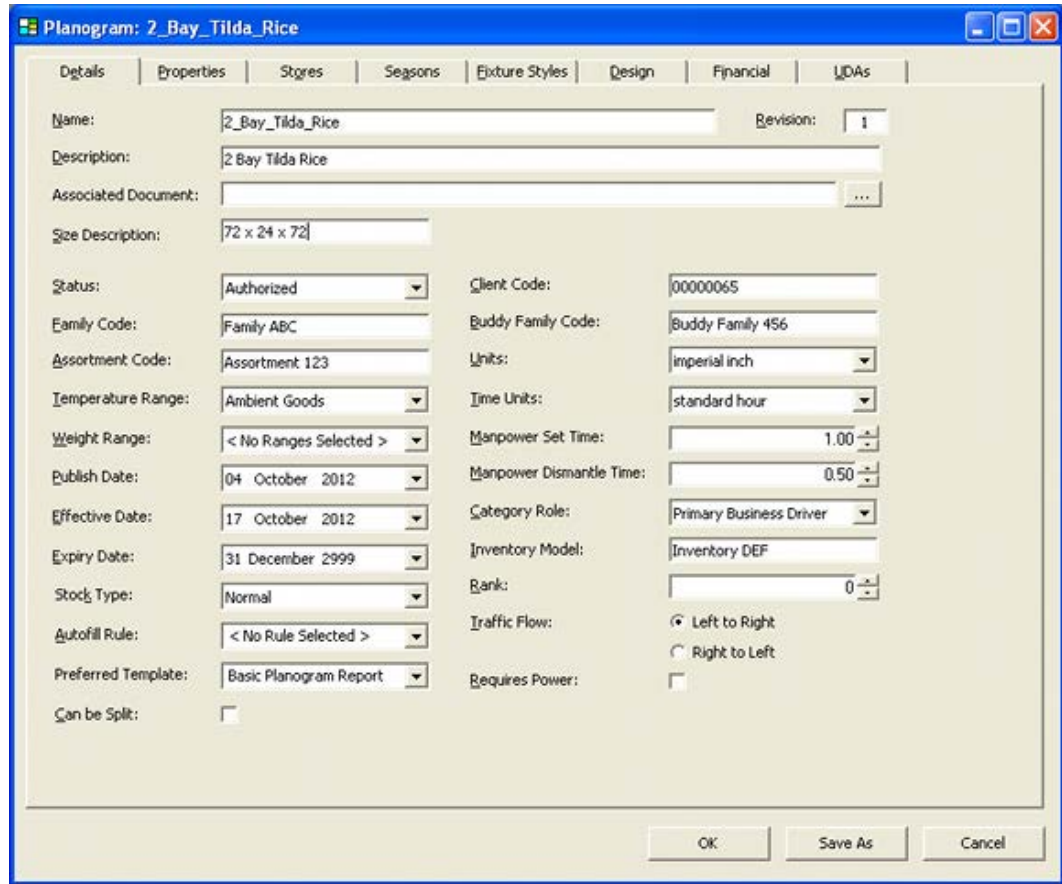 Planogram: 2_Bay_Tilda_Rice
Details Properties Stores Seasons Fixture Styles Design Financial UDAs
Name: 2_Bay_Tilda_Rice Revision: 1
Description: 2 Bay Tilda Rice
Associated Document: ...
Size Description: 72 x 24 x 72
Status: Authorized Client Code: 00000065
Family Code: Family ABC Buddy Family Code: Buddy Family 456
Assortment Code: Assortment 123 Units: imperial inch
Temperature Range: Ambient Goods Time Units: standard hour
Weight Range: < No Ranges Selected > Manpower Set Time: 1.00
Publish Date: 04 October 2012 Manpower Dismantle Time: 0.50
Effective Date: 17 October 2012 Category Role: Primary Business Driver
Expiry Date: 31 December 2999 Inventory Model: Inventory DEF
Stock Type: Normal Rank: 0
Autofill Rule: < No Rule Selected > Traffic Flow: Left to Right
Right to Left
Preferred Template: Basic Planogram Report Requires Power:
Can be Split:
OK Save As Cancel